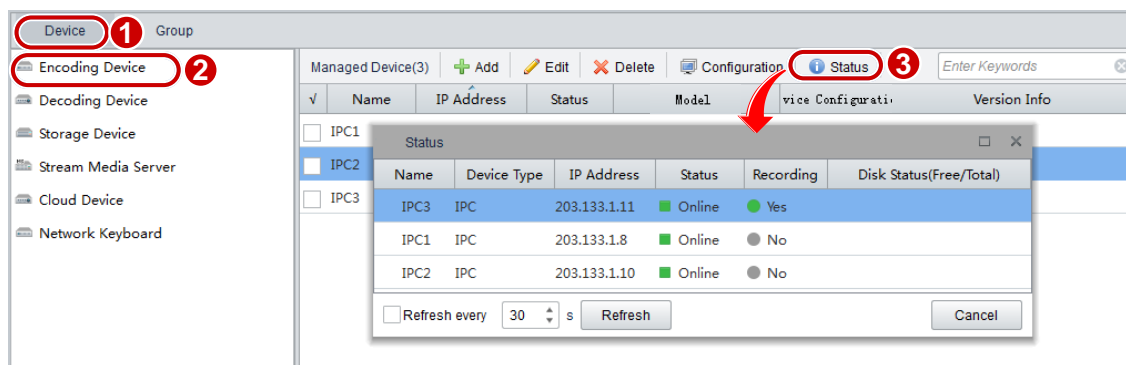 Device 1 Group
Encoding Device 2
Decoding Device
Storage Device
Stream Media Server
Cloud Device
Network Keyboard
Managed Device(3) Add Edit Delete Configuration Status 3 Enter Keywords
√ Name IP Address Status Model vice Configurati Version Info
IPC1
IPC2
IPC3
Status
Name Device Type IP Address Status Recording Disk Status(Free/Total)
IPC3 IPC 203.133.1.11 Online Yes
IPC1 IPC 203.133.1.8 Online No
IPC2 IPC 203.133.1.10 Online No
Refresh every 30 s Refresh Cancel